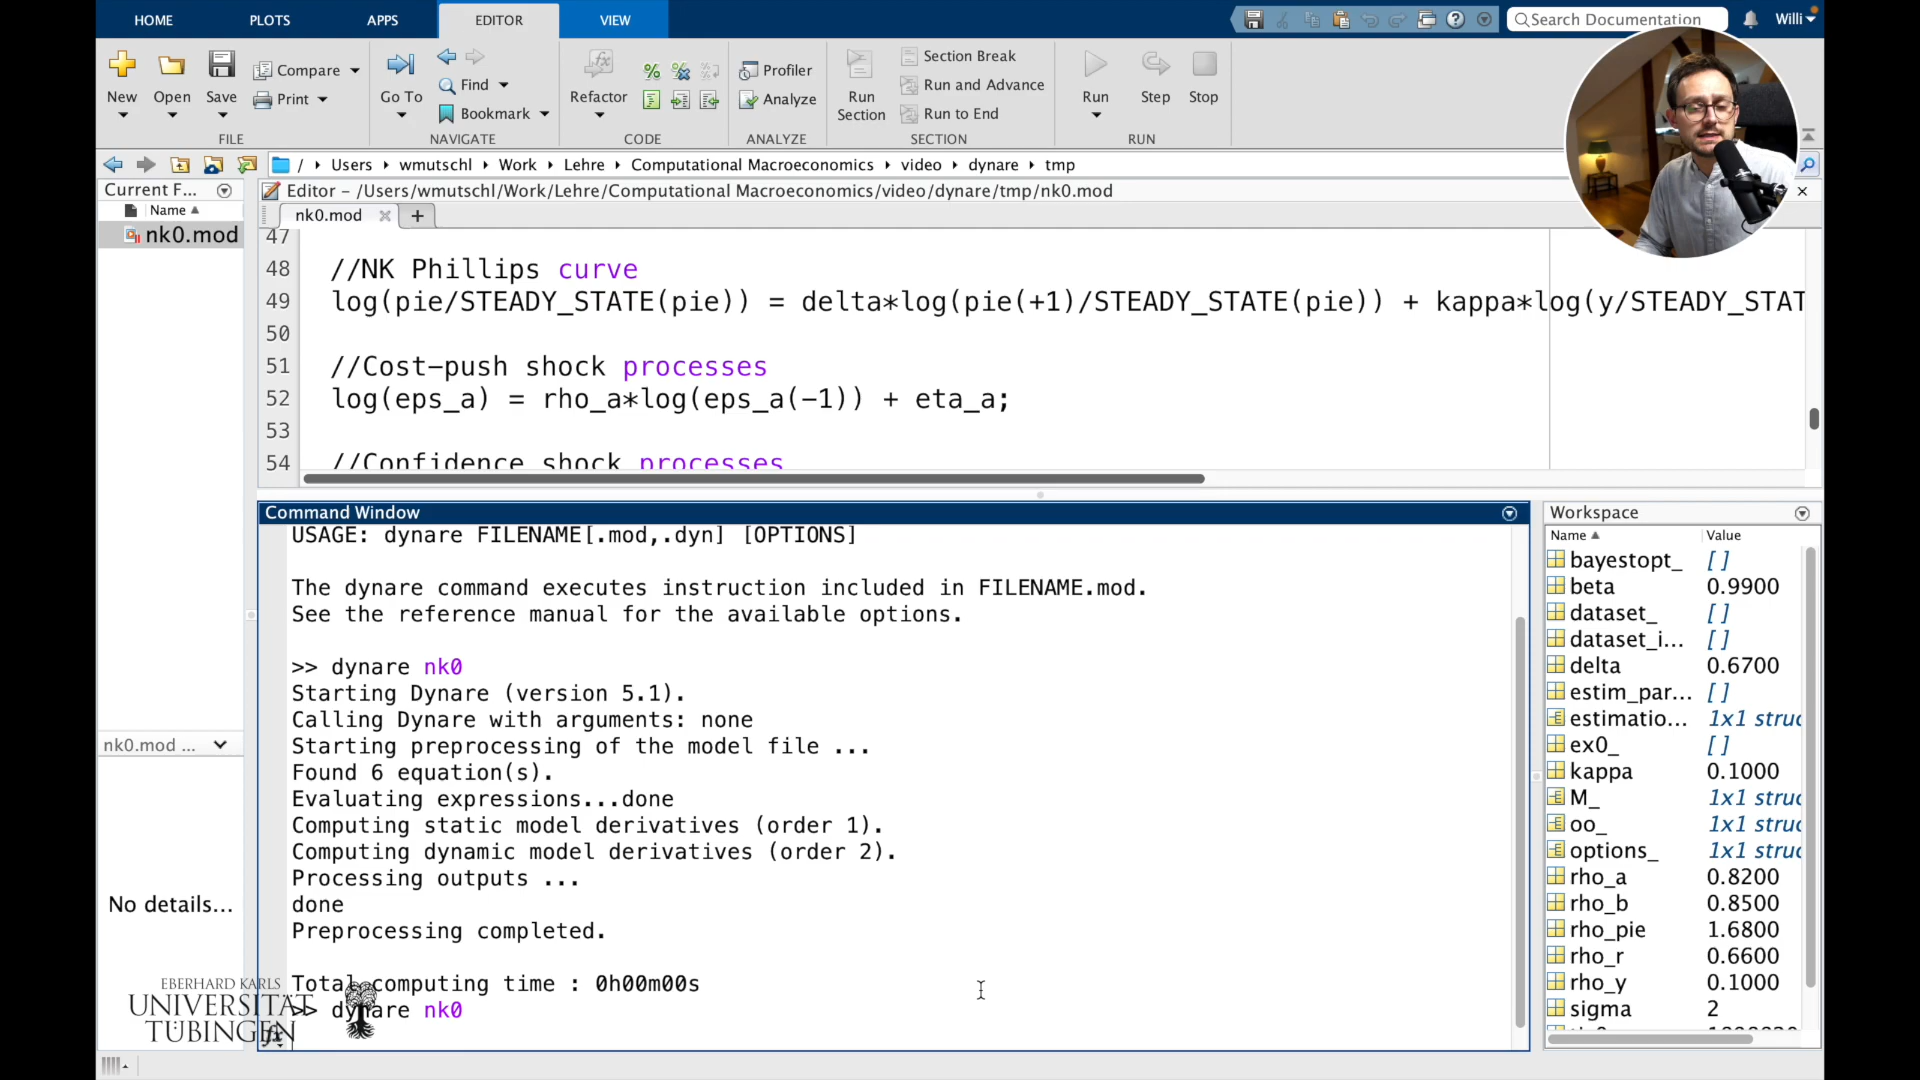 HOME PLOTS APPS EDITOR VIEW
Search Documentation Willi
New Open Save Compare Print
FILE
Go To Find Bookmark
NAVIGATE
Refactor
CODE
Profiler
Analyze
ANALYZE
Run Section
Section Break
Run and Advance
Run to End
SECTION
Run Step Stop
RUN
/ Users wmutschl Work Lehre Computational Macroeconomics video dynare tmp
Current F...
Name
nk0.mod
nk0.mod ...
No details...
Editor - /Users/wmutschl/Work/Lehre/Computational Macroeconomics/video/dynare/tmp/nk0.mod
nk0.mod +
47
48 //NK Phillips curve
49 log(pie/STEADY_STATE(pie)) = delta*log(pie(+1)/STEADY_STATE(pie)) + kappa*log(y/STEADY_STAT
50
51 //Cost-push shock processes
52 log(eps_a) = rho_a*log(eps_a(-1)) + eta_a;
53
54 //Confidence shock processes
Command Window
USAGE: dynare FILENAME[.mod,.dyn] [OPTIONS]
The dynare command executes instruction included in FILENAME.mod.
See the reference manual for the available options.
>> dynare nk0
Starting Dynare (version 5.1).
Calling Dynare with arguments: none
Starting preprocessing of the model file ...
Found 6 equation(s).
Evaluating expressions...done
Computing static model derivatives (order 1).
Computing dynamic model derivatives (order 2).
Processing outputs ...
done
Preprocessing completed.
Total computing time : 0h00m00s
>> dynare nk0
EBERHARD KARLS
UNIVERSITÄT
TÜBINGEN
Workspace
Name Value
bayestopt_ []
beta 0.9900
dataset_ []
dataset_i... []
delta 0.6700
estim_par... []
estimatio... 1x1 struc
ex0_ []
kappa 0.1000
M_ 1x1 struc
oo_ 1x1 struc
options_ 1x1 struc
rho_a 0.8200
rho_b 0.8500
rho_pie 1.6800
rho_r 0.6600
rho_y 0.1000
sigma 2